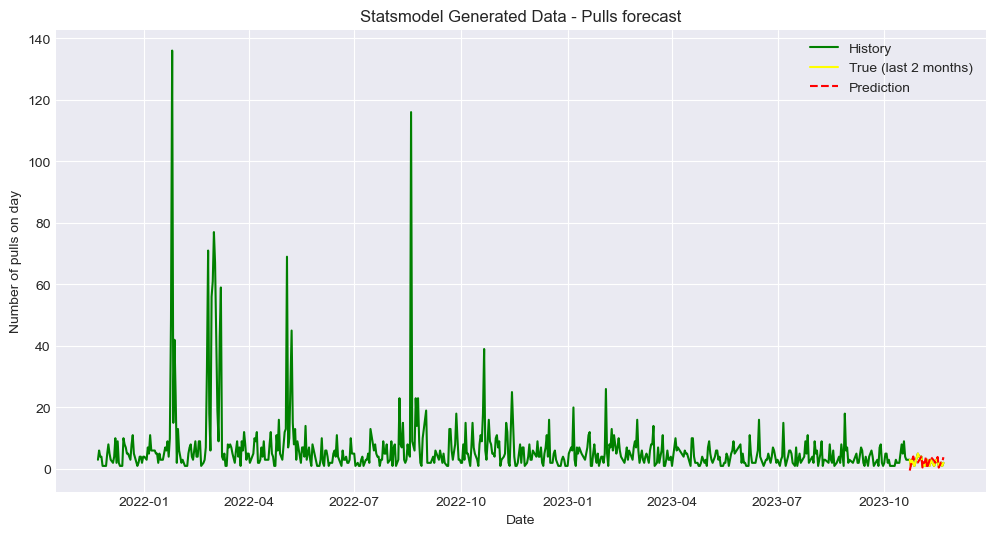 Statsmodel Generated Data - Pulls forecast
History
True (last 2 months)
Prediction
Number of pulls on day
140
120
100
80
60
40
20
0
2022-01
2022-04
2022-07
2022-10
2023-01
2023-04
2023-07
2023-10
Date